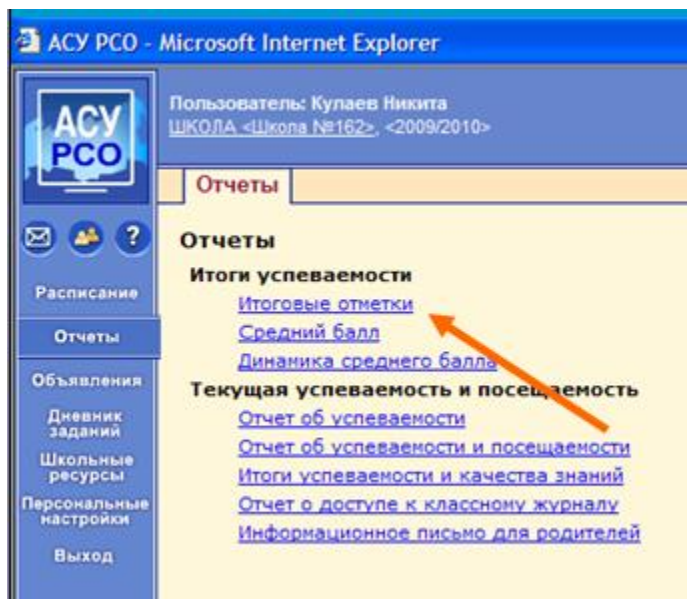 АСУ РСО - Microsoft Internet Explorer
АСУ
РСО
Пользователь: Кулаев Никита
ШКОЛА <Школа №162>, <2009/2010>
Отчеты
?
Расписание
Отчеты
Объявления
Дневник
заданий
Школьные
ресурсы
Персональные
настройки
Выход
Отчеты
Итоги успеваемости
Итоговые отметки
Средний балл
Динамика среднего балла
Текущая успеваемость и посещаемость
Отчет об успеваемости
Отчет об успеваемости и посещаемости
Итоги успеваемости и качества знаний
Отчет о доступе к классному журналу
Информационное письмо для родителей